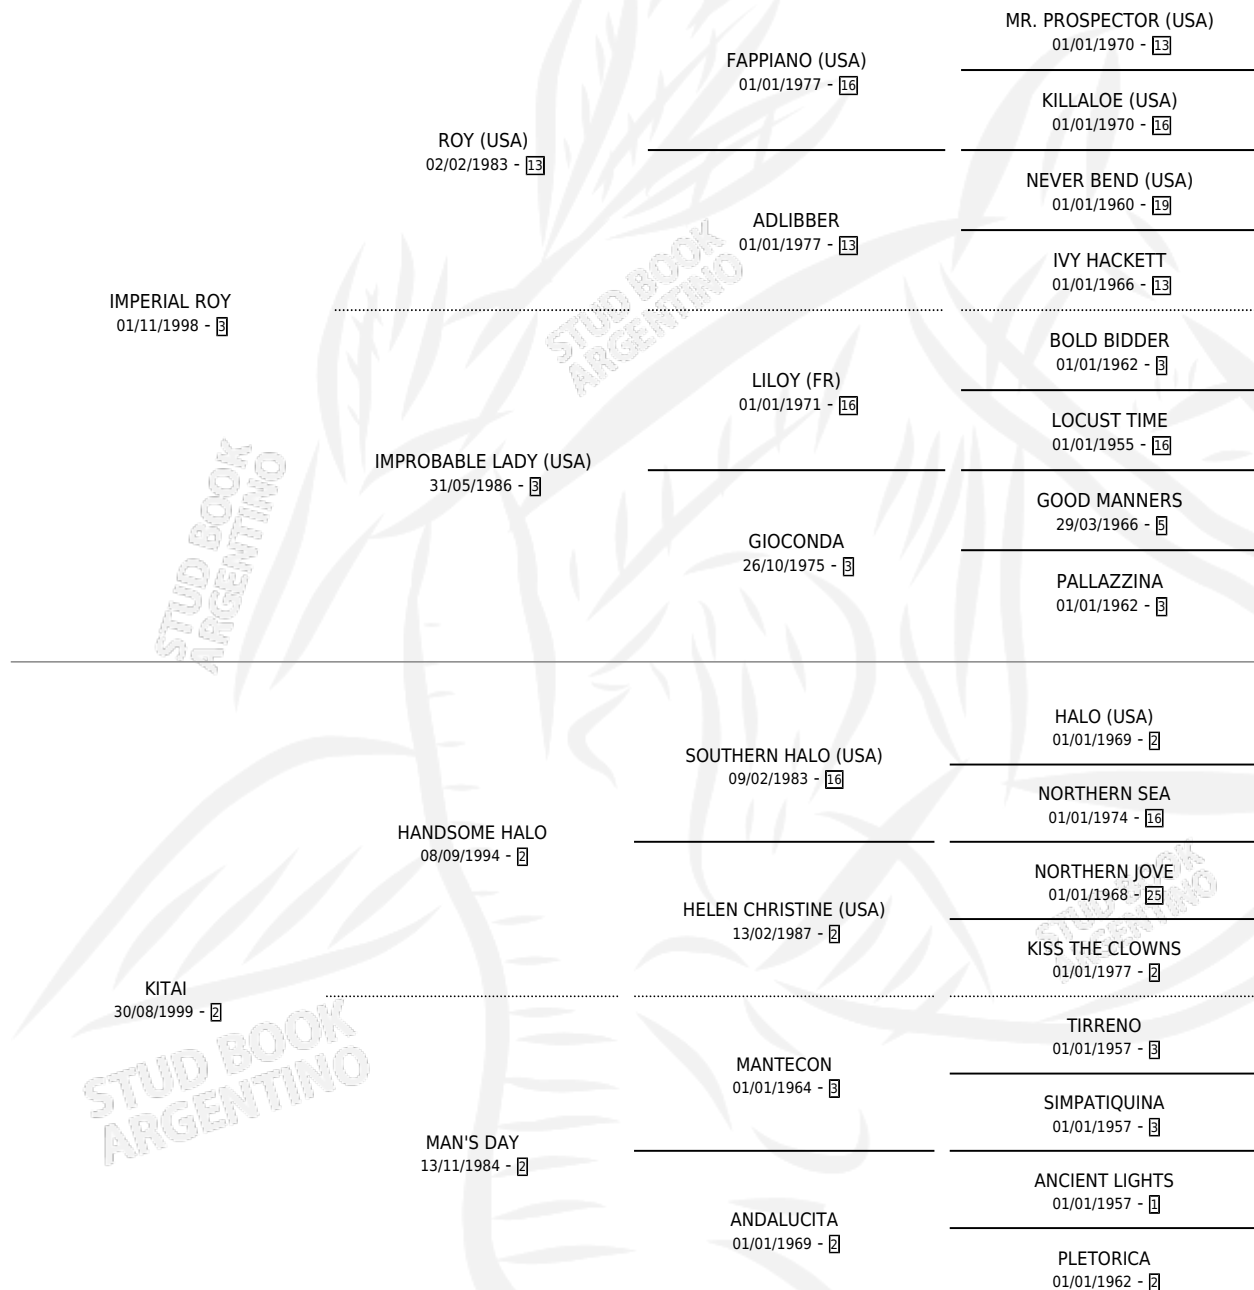 MR. PROSPECTOR (USA)
01/01/1970 - 13
FAPPIANO (USA)
01/01/1977 - 16
KILLALOE (USA)
01/01/1970 - 16
ROY (USA)
02/02/1983 - 13
NEVER BEND (USA)
01/01/1960 - 19
ADLIBBER
01/01/1977 - 13
IVY HACKETT
01/01/1966 - 13
IMPERIAL ROY
01/11/1998 - 3
BOLD BIDDER
01/01/1962 - 3
LILOY (FR)
01/01/1971 - 16
LOCUST TIME
01/01/1955 - 16
IMPROBABLE LADY (USA)
31/05/1986 - 3
GOOD MANNERS
29/03/1966 - 5
GIOCONDA
26/10/1975 - 3
PALLAZZINA
01/01/1962 - 3
HALO (USA)
01/01/1969 - 2
SOUTHERN HALO (USA)
09/02/1983 - 16
NORTHERN SEA
01/01/1974 - 16
HANDSOME HALO
08/09/1994 - 2
NORTHERN JOVE
01/01/1968 - 25
HELEN CHRISTINE (USA)
13/02/1987 - 2
KISS THE CLOWNS
01/01/1977 - 2
KITAI
30/08/1999 - 2
TIRRENO
01/01/1957 - 3
MANTECON
01/01/1964 - 3
SIMPATIQUINA
01/01/1957 - 3
MAN'S DAY
13/11/1984 - 2
ANCIENT LIGHTS
01/01/1957 - 1
ANDALUCITA
01/01/1969 - 2
PLETORICA
01/01/1962 - 2
STUD BOOK
ARGENTINO
STUD BOOK
ARGENTINO
STUD BOOK
ARGENTINO
STUD BOOK
ARGENTINO